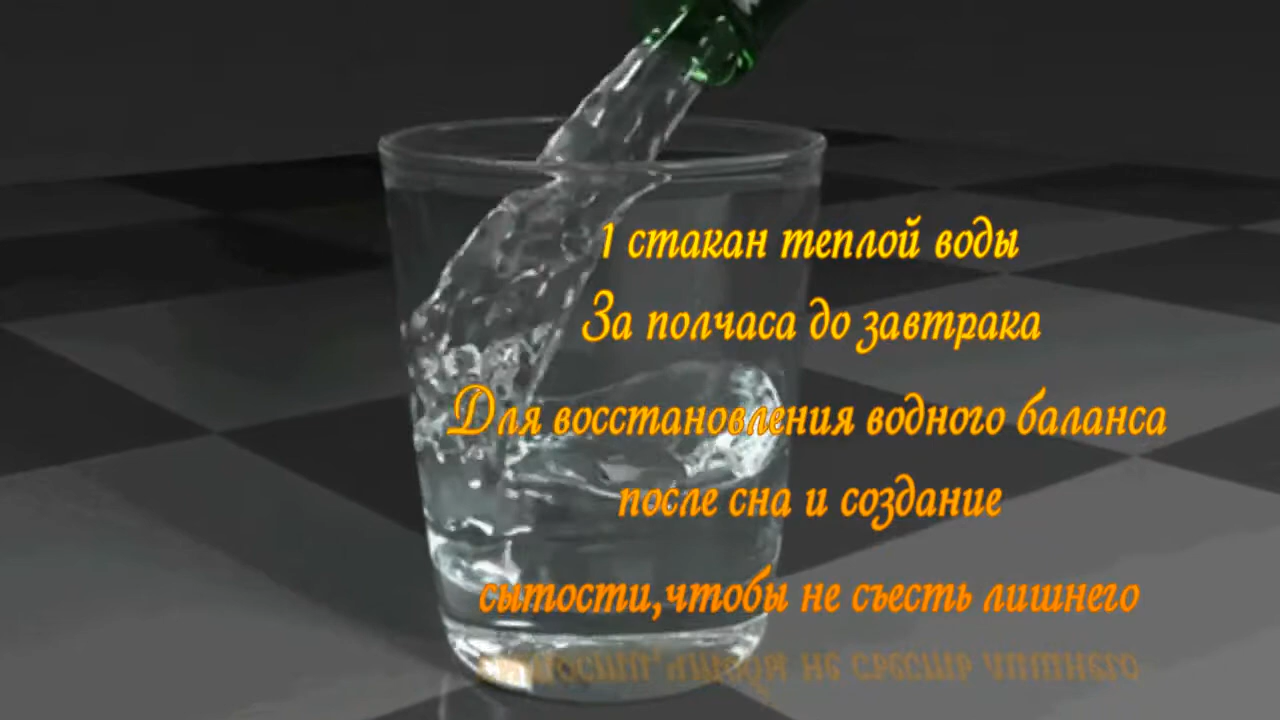 1 стакан теплой воды
За полчаса до завтрака
Для восстановления водного баланса
после сна и создание
сытости,чтобы не съесть лишнего